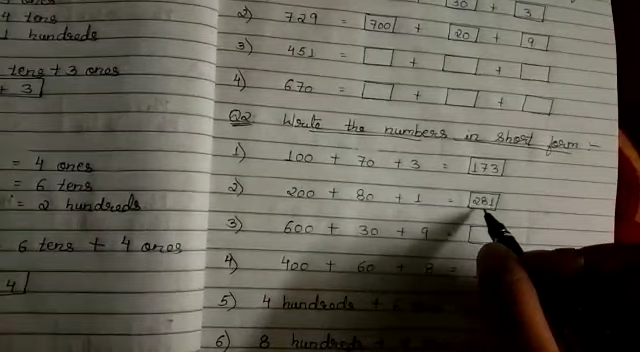 4 tens
1 hundreds
tens + 3 ones
+ 3
= 4 ones
= 6 tens
= 2 hundreds
6 tens + 4 ones
4
30 + 3
2) 729 = 700 + 20 + 9
3) 451 = + +
4) 670 = + +
Q2. Write the numbers in short form :-
1) 100 + 70 + 3 = 173
2) 200 + 80 + 1 = 281
3) 600 + 30 + 9 =
4) 400 + 60 + 8 =
5) 4 hundreds +
6) 8 hundreds